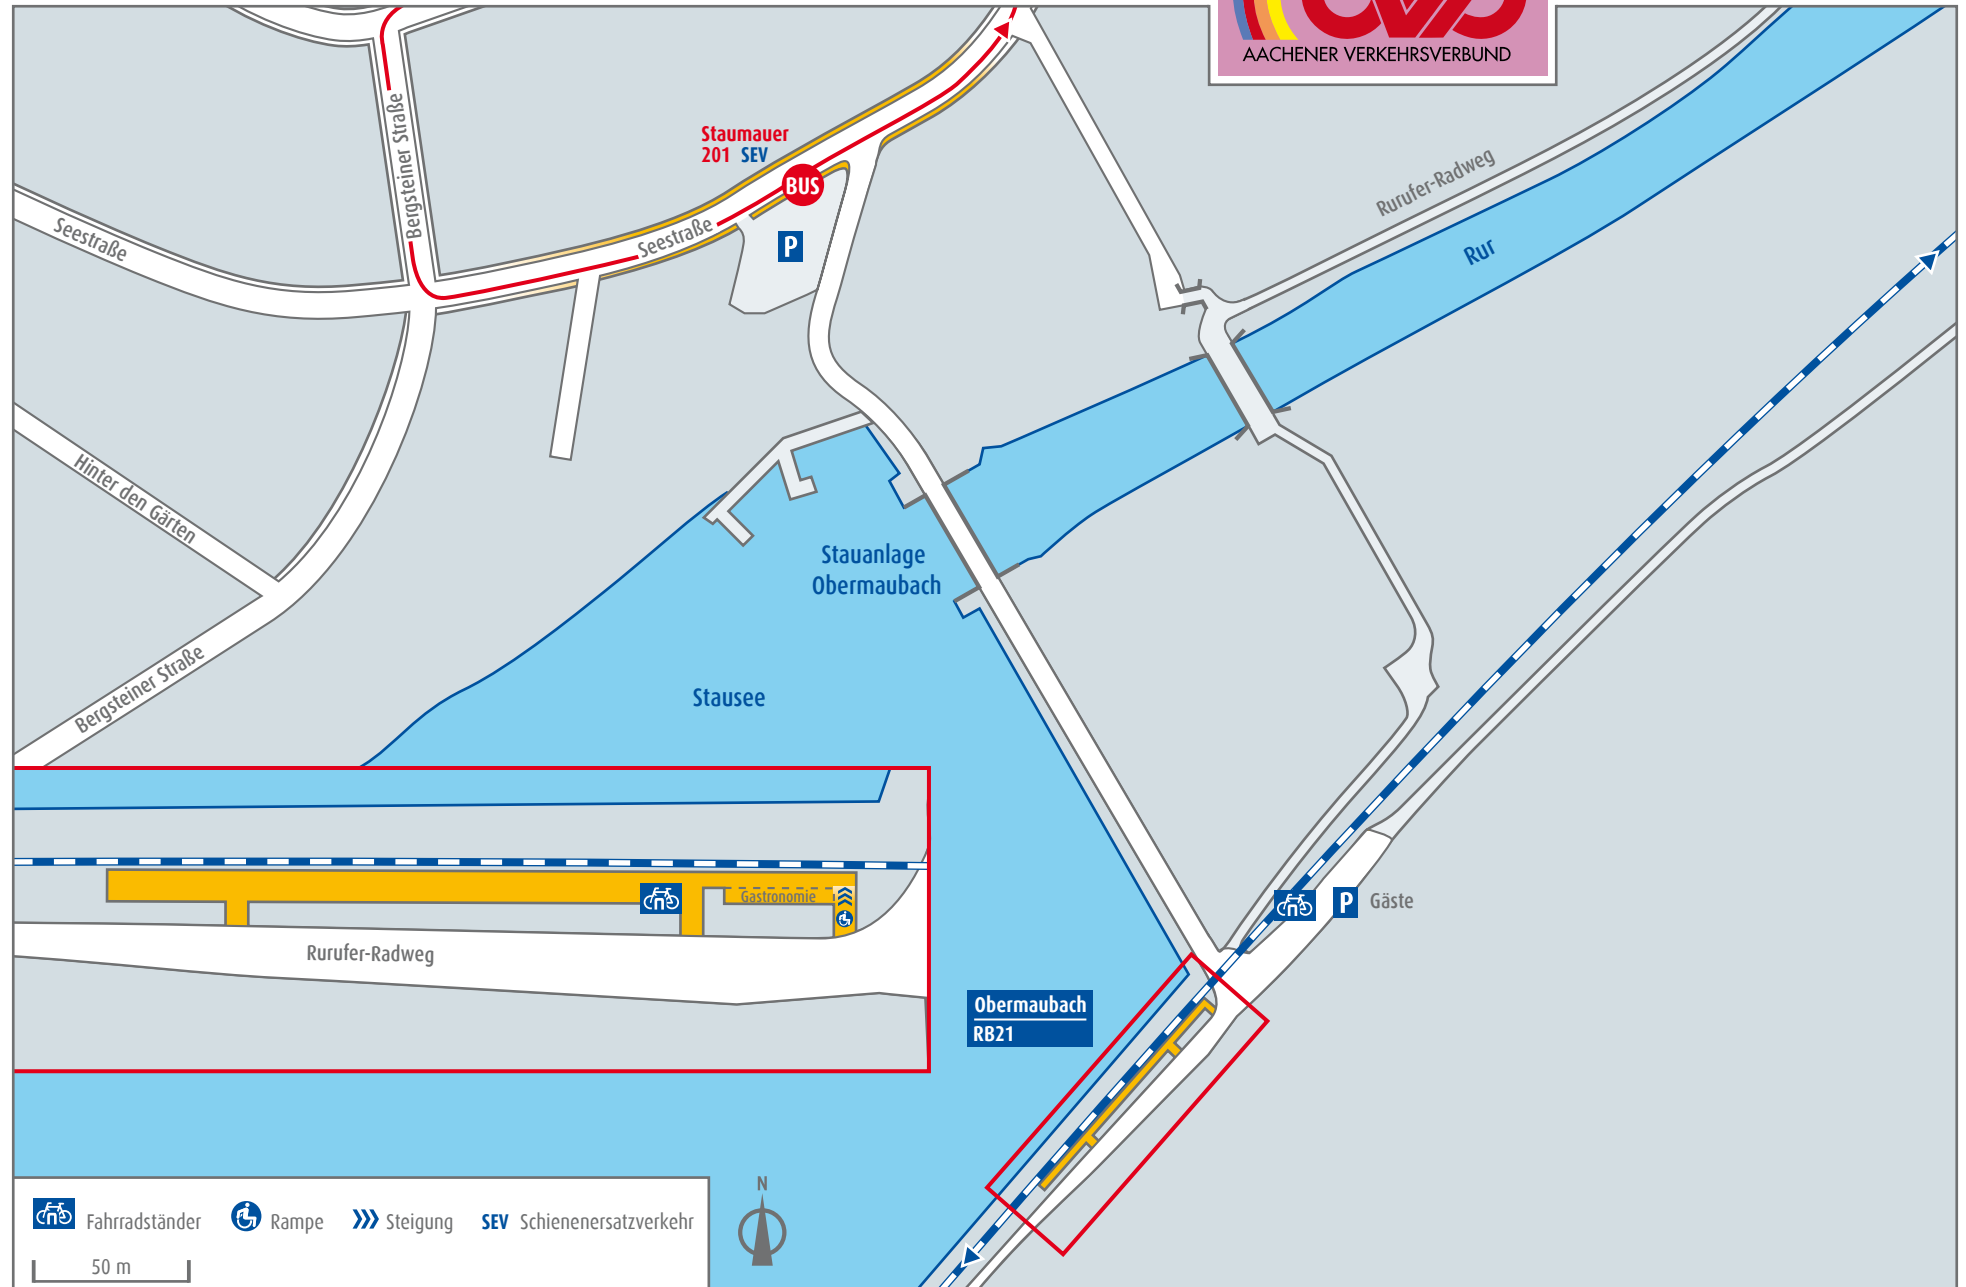 AACHENER VERKEHRSVERBUND
Bergsteiner Straße
Staumauer
201 SEV
BUS
P
Seestraße
Seestraße
Rurufer-Radweg
Rur
Hinter den Gärten
Stauanlage
Obermaubach
Bergsteiner Straße
Stausee
Gastronomie
Rurufer-Radweg
P Gäste
Obermaubach
RB21
N
Fahrradständer
Rampe
Steigung
SEV Schienenersatzverkehr
50 m